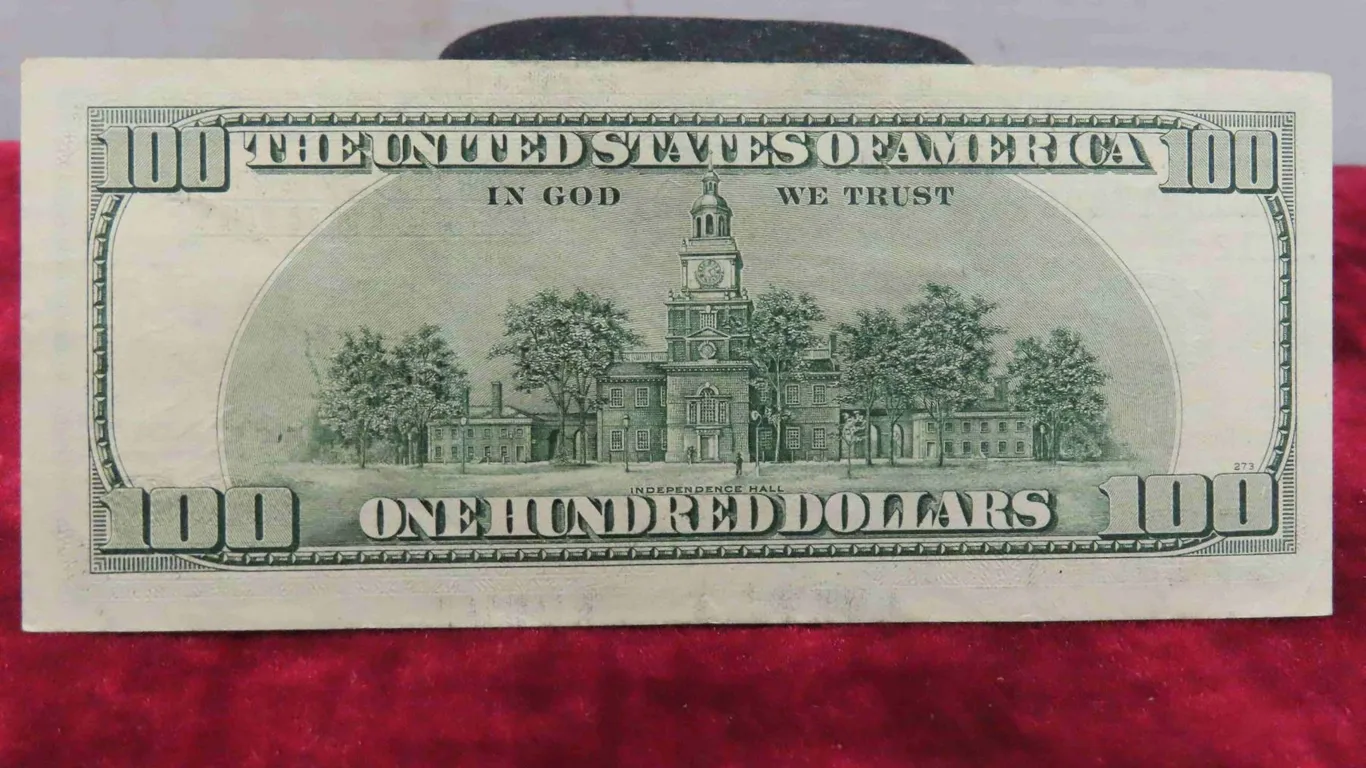 100 THE UNITED STATES OF AMERICA 100
IN GOD WE TRUST
273
INDEPENDENCE HALL
100 ONE HUNDRED DOLLARS 100